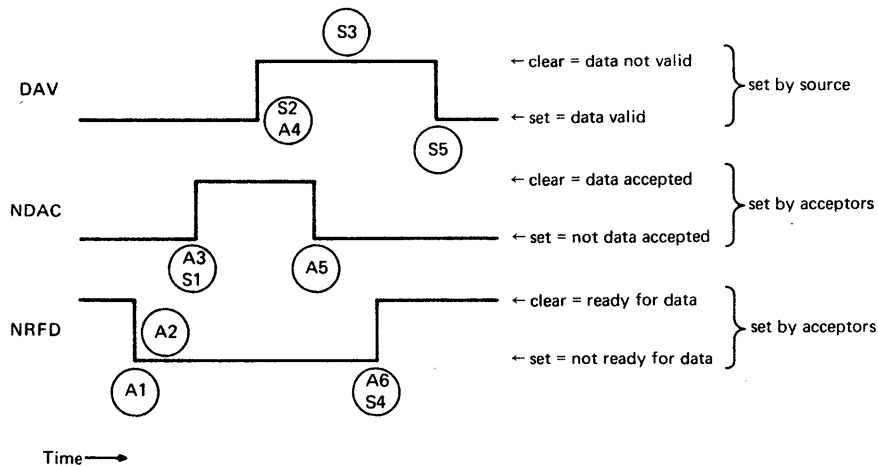 S3
DAV
← clear = data not valid
S2
A4
← set = data valid
set by source
S5
NDAC
← clear = data accepted
A3
S1
A5
← set = not data accepted
set by acceptors
NRFD
← clear = ready for data
A2
A1
A6
S4
← set = not ready for data
set by acceptors
Time →